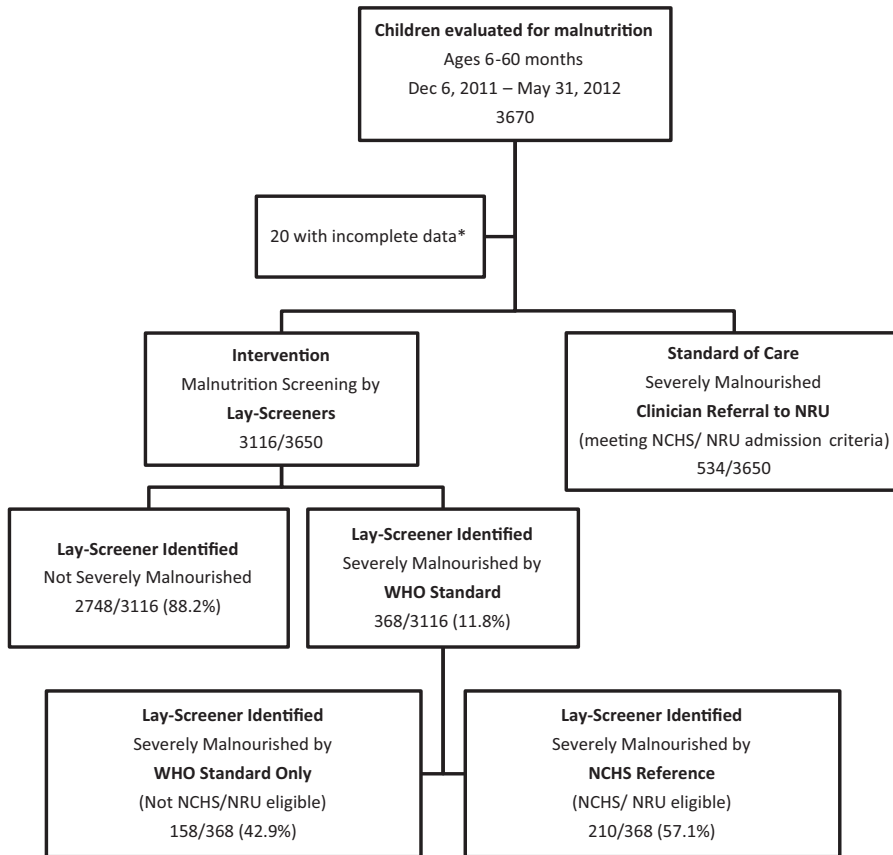 Children evaluated for malnutrition
Ages 6-60 months
Dec 6, 2011 – May 31, 2012
3670
20 with incomplete data*
Intervention
Malnutrition Screening by
Lay-Screeners
3116/3650
Standard of Care
Severely Malnourished
Clinician Referral to NRU
(meeting NCHS/ NRU admission criteria)
534/3650
Lay-Screener Identified
Not Severely Malnourished
2748/3116 (88.2%)
Lay-Screener Identified
Severely Malnourished by
WHO Standard
368/3116 (11.8%)
Lay-Screener Identified
Severely Malnourished by
WHO Standard Only
(Not NCHS/NRU eligible)
158/368 (42.9%)
Lay-Screener Identified
Severely Malnourished by
NCHS Reference
(NCHS/ NRU eligible)
210/368 (57.1%)